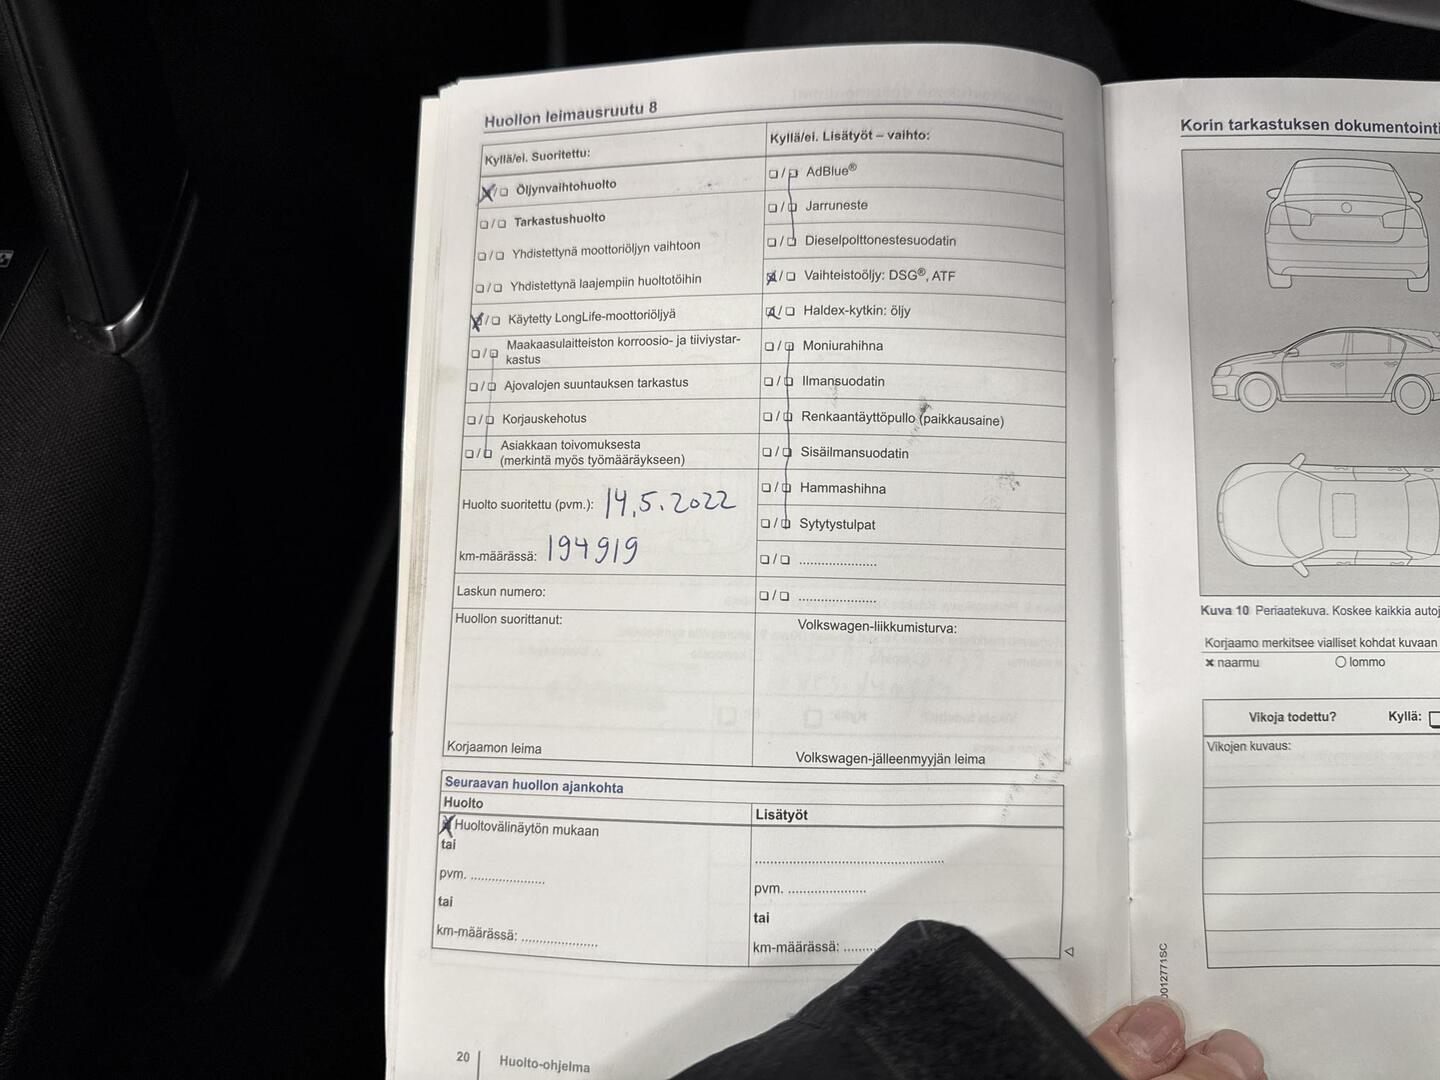 Huollon leimausruutu 8
Kyllä/ei. Suoritettu:
Öljynvaihtohuolto
Tarkastushuolto
Yhdistettynä moottoriöljyn vaihtoon
Yhdistettynä laajempiin huoltotöihin
Käytetty LongLife-moottoriöljyä
Maakaasulaitteiston korroosio- ja tiiviystar-
kastus
Ajovalojen suuntauksen tarkastus
Korjauskehotus
Asiakkaan toivomuksesta
(merkintä myös työmääräykseen)
Huolto suoritettu (pvm.): 14.5.2022
km-määrässä: 194919
Laskun numero:
Huollon suorittanut:
Korjaamon leima
Kyllä/ei. Lisätyöt – vaihto:
AdBlue®
Jarruneste
Dieselpolttonestesuodatin
Vaihteistoöljy: DSG®, ATF
Haldex-kytkin: öljy
Moniurahihna
Ilmansuodatin
Renkaantäyttöpullo (paikkausaine)
Sisäilmansuodatin
Hammashihna
Sytytystulpat
Volkswagen-liikkumisturva:
Volkswagen-jälleenmyyjän leima
Seuraavan huollon ajankohta
Huolto
Huoltovälinäytön mukaan
tai
pvm. ....................
tai
km-määrässä: ....................
Lisätyöt
pvm. ....................
tai
km-määrässä: ........
20 Huolto-ohjelma
Korin tarkastuksen dokumentointi
Kuva 10 Periaatekuva. Koskee kaikkia autoj
Korjaamo merkitsee vialliset kohdat kuvaan
naarmu
lommo
Vikoja todettu? Kyllä:
Vikojen kuvaus:
012771SC